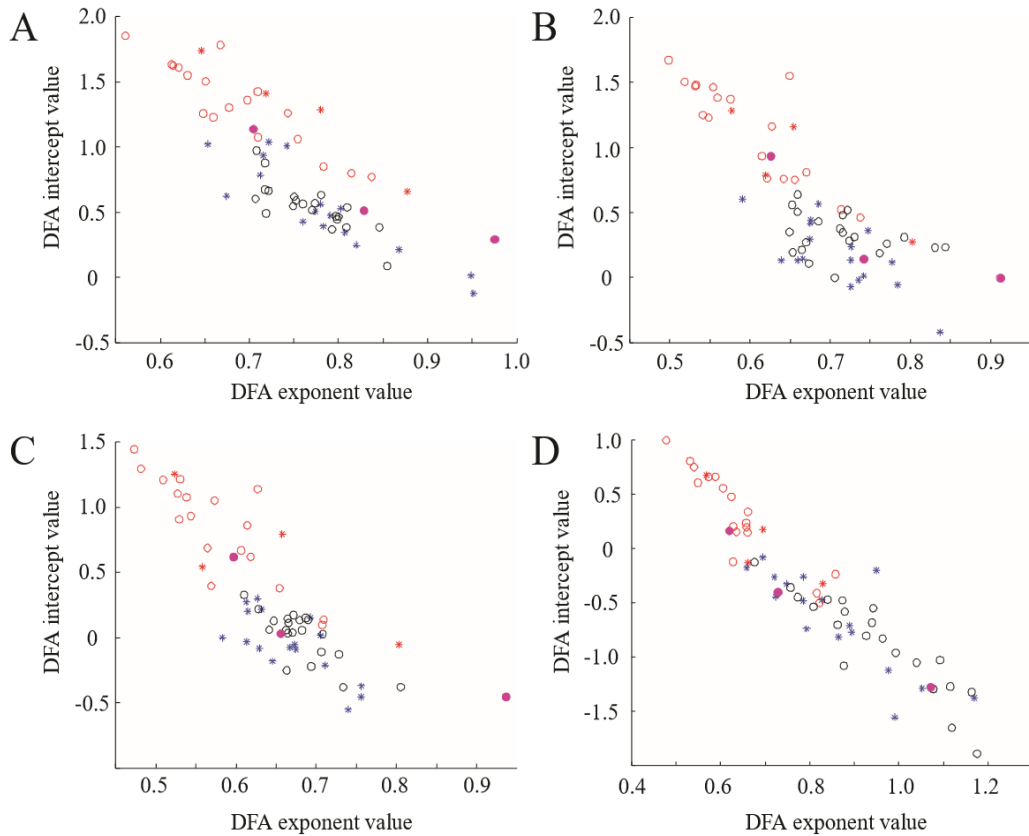 A
DFA intercept value
2.0
1.5
1.0
0.5
0
-0.5
0.6 0.7 0.8 0.9 1.0
DFA exponent value
B
DFA intercept value
2.0
1.5
1.0
0.5
0
-0.5
0.5 0.6 0.7 0.8 0.9
DFA exponent value
C
DFA intercept value
1.5
1.0
0.5
0
-0.5
0.5 0.6 0.7 0.8 0.9
DFA exponent value
D
DFA intercept value
1.0
0.5
0
-0.5
-1.0
-1.5
0.4 0.6 0.8 1.0 1.2
DFA exponent value